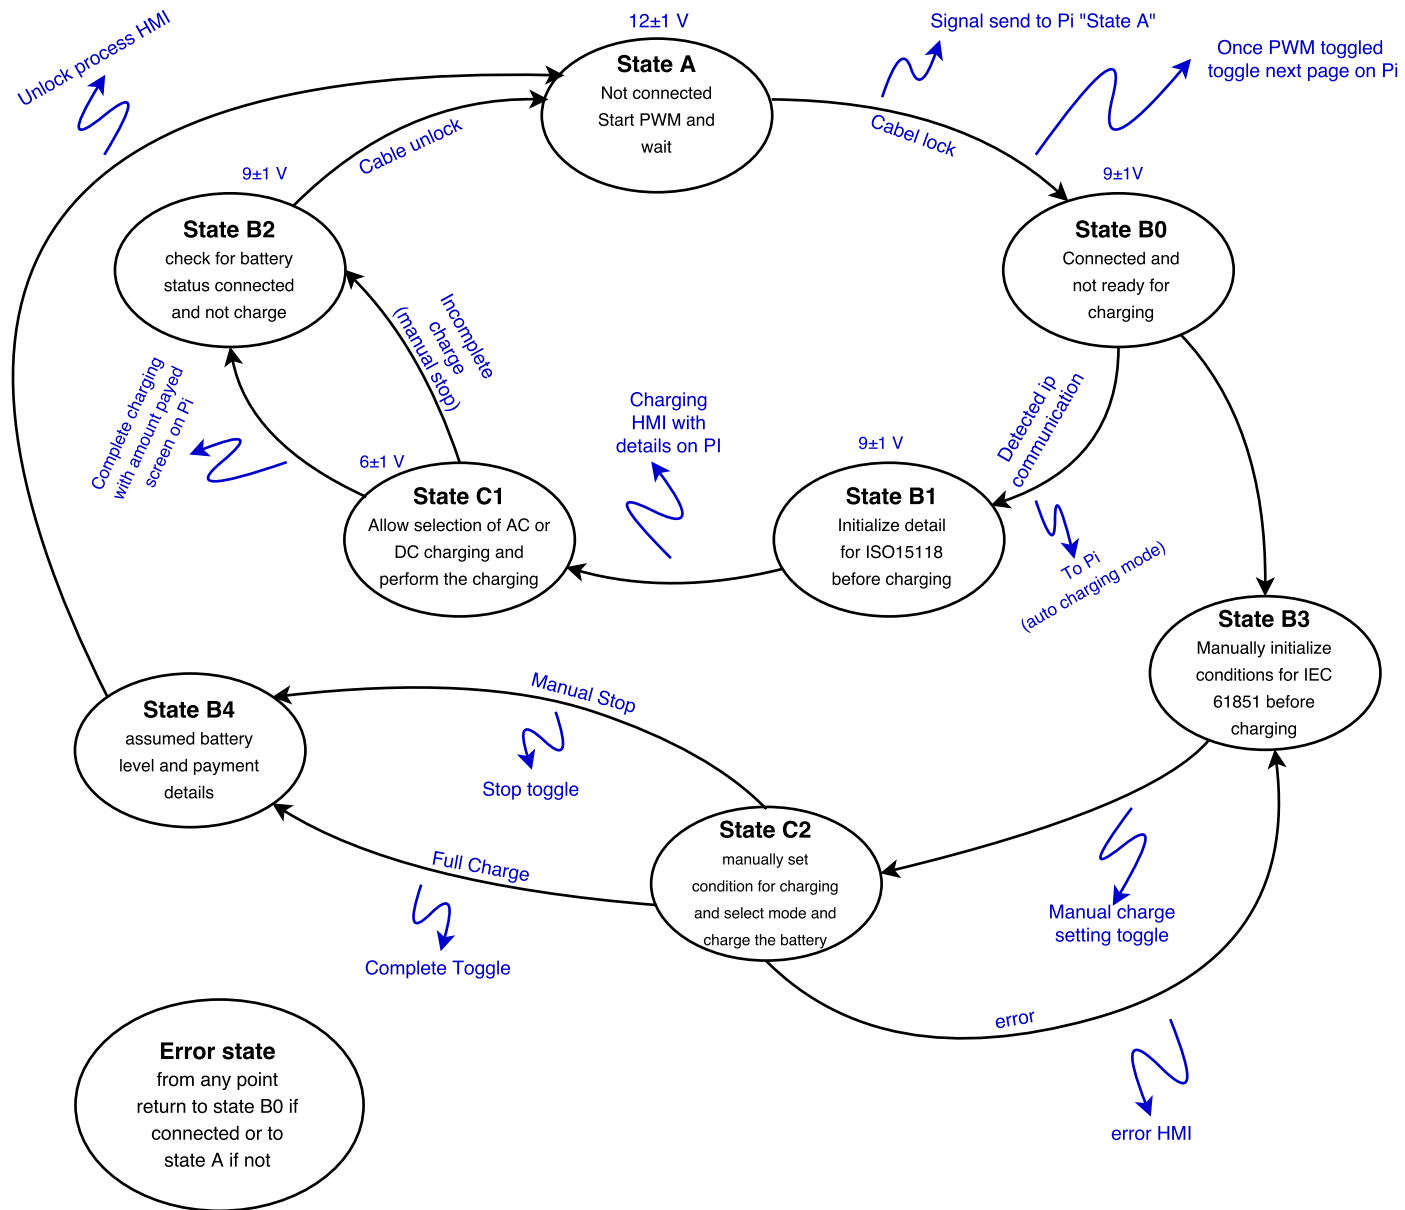 12±1 V
Signal send to Pi "State A"
Once PWM toggled
toggle next page on Pi
Unlock process HMI
State A
Not connected
Start PWM and
wait
Cable unlock
Cabel lock
9±1 V
9±1V
State B2
check for battery
status connected
and not charge
State B0
Connected and
not ready for
charging
Incomplete
charge
(manual stop)
Complete charging
with amount payed
screen on Pi
Charging
HMI with
details on PI
Detected ip
communication
6±1 V
9±1 V
State C1
Allow selection of AC or
DC charging and
perform the charging
State B1
Initialize detail
for ISO15118
before charging
To Pi
(auto charging mode)
State B3
Manually initialize
conditions for IEC
61851 before
charging
State B4
assumed battery
level and payment
details
Manual Stop
Stop toggle
State C2
manually set
condition for charging
and select mode and
charge the battery
Full Charge
Complete Toggle
Manual charge
setting toggle
error
error HMI
Error state
from any point
return to state B0 if
connected or to
state A if not